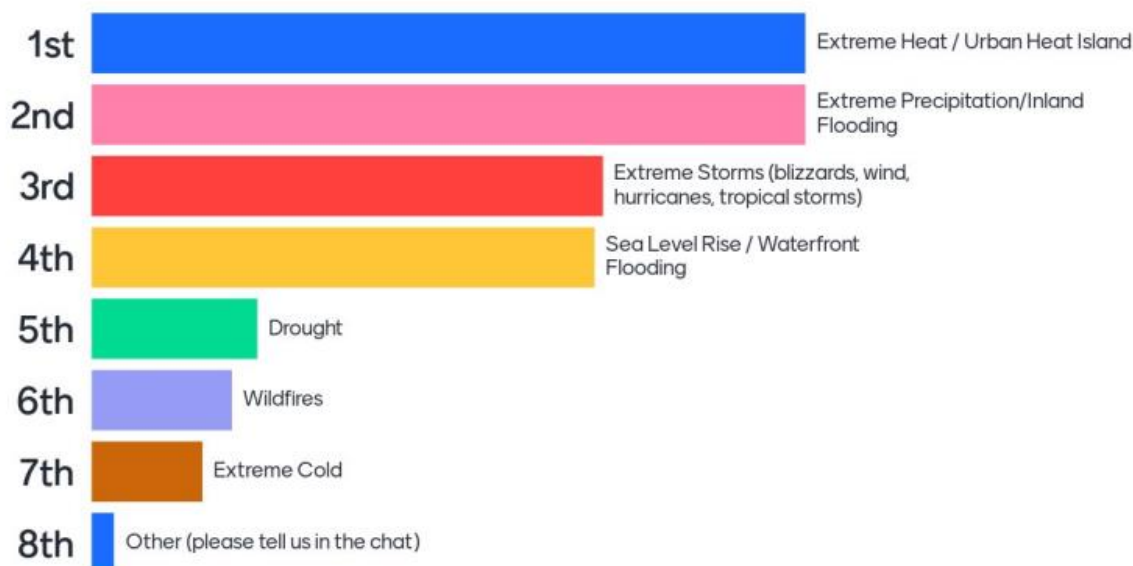 1st
Extreme Heat / Urban Heat Island
2nd
Extreme Precipitation/Inland
Flooding
3rd
Extreme Storms (blizzards, wind,
hurricanes, tropical storms)
4th
Sea Level Rise / Waterfront
Flooding
5th
Drought
6th
Wildfires
7th
Extreme Cold
8th
Other (please tell us in the chat)